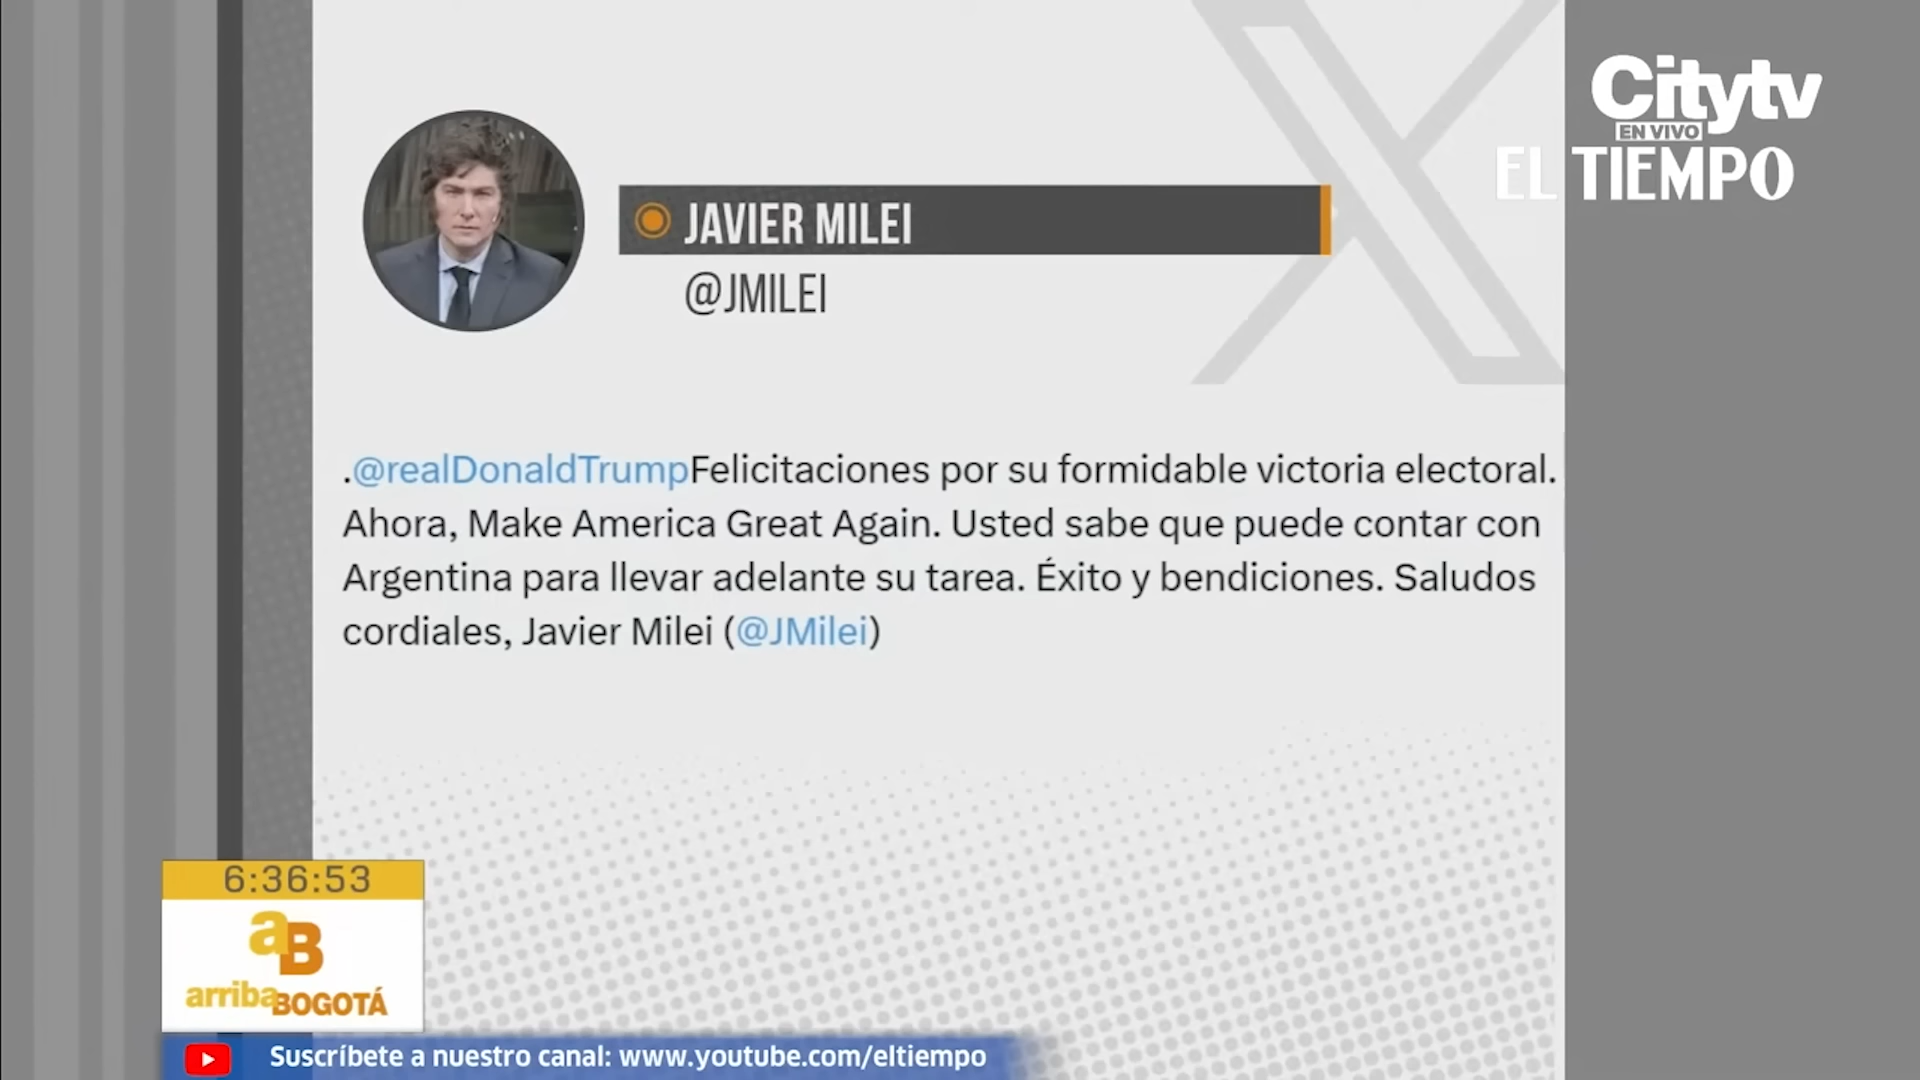 Citytv
EN VIVO
EL TIEMPO
JAVIER MILEI
@JMILEI
.@realDonaldTrumpFelicitaciones por su formidable victoria electoral.
Ahora, Make America Great Again. Usted sabe que puede contar con
Argentina para llevar adelante su tarea. Éxito y bendiciones. Saludos
cordiales, Javier Milei (@JMilei)
6:36:53
aB
arribaBOGOTÁ
Suscríbete a nuestro canal: www.youtube.com/eltiempo